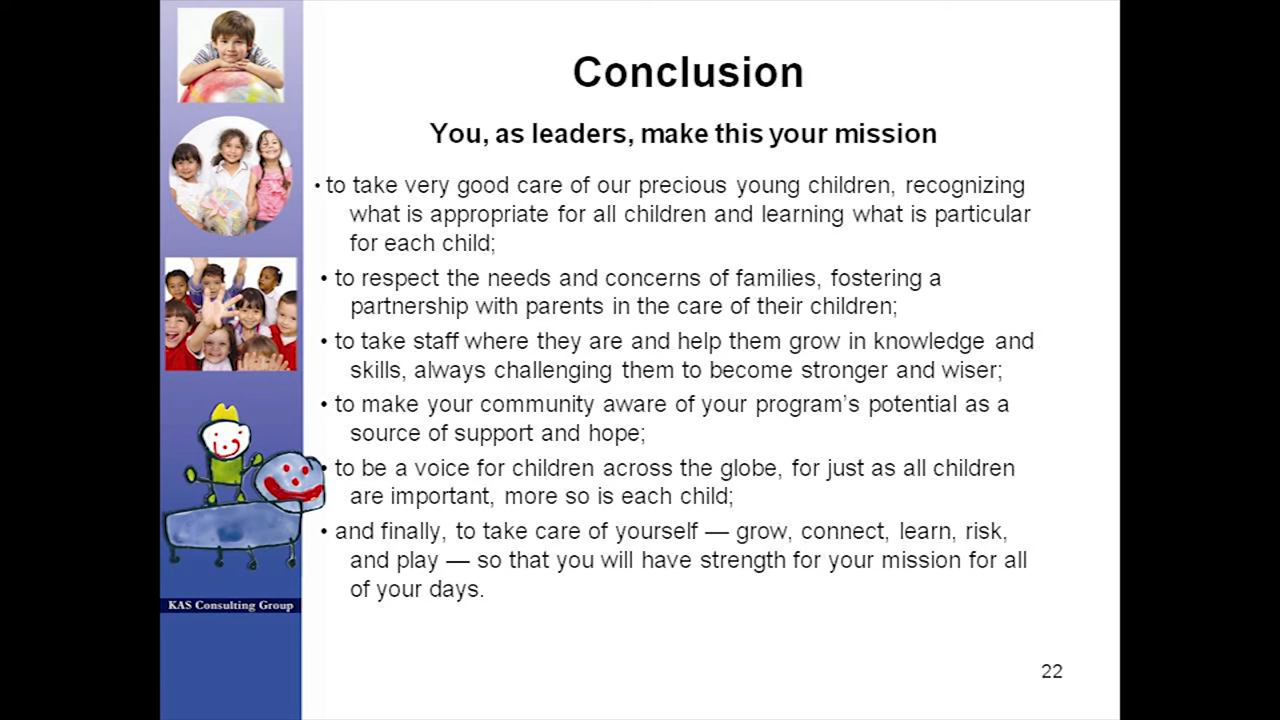 Conclusion
You, as leaders, make this your mission
• to take very good care of our precious young children, recognizing
what is appropriate for all children and learning what is particular
for each child;
• to respect the needs and concerns of families, fostering a
partnership with parents in the care of their children;
• to take staff where they are and help them grow in knowledge and
skills, always challenging them to become stronger and wiser;
• to make your community aware of your program’s potential as a
source of support and hope;
• to be a voice for children across the globe, for just as all children
are important, more so is each child;
• and finally, to take care of yourself — grow, connect, learn, risk,
and play — so that you will have strength for your mission for all
of your days.
KAS Consulting Group
22